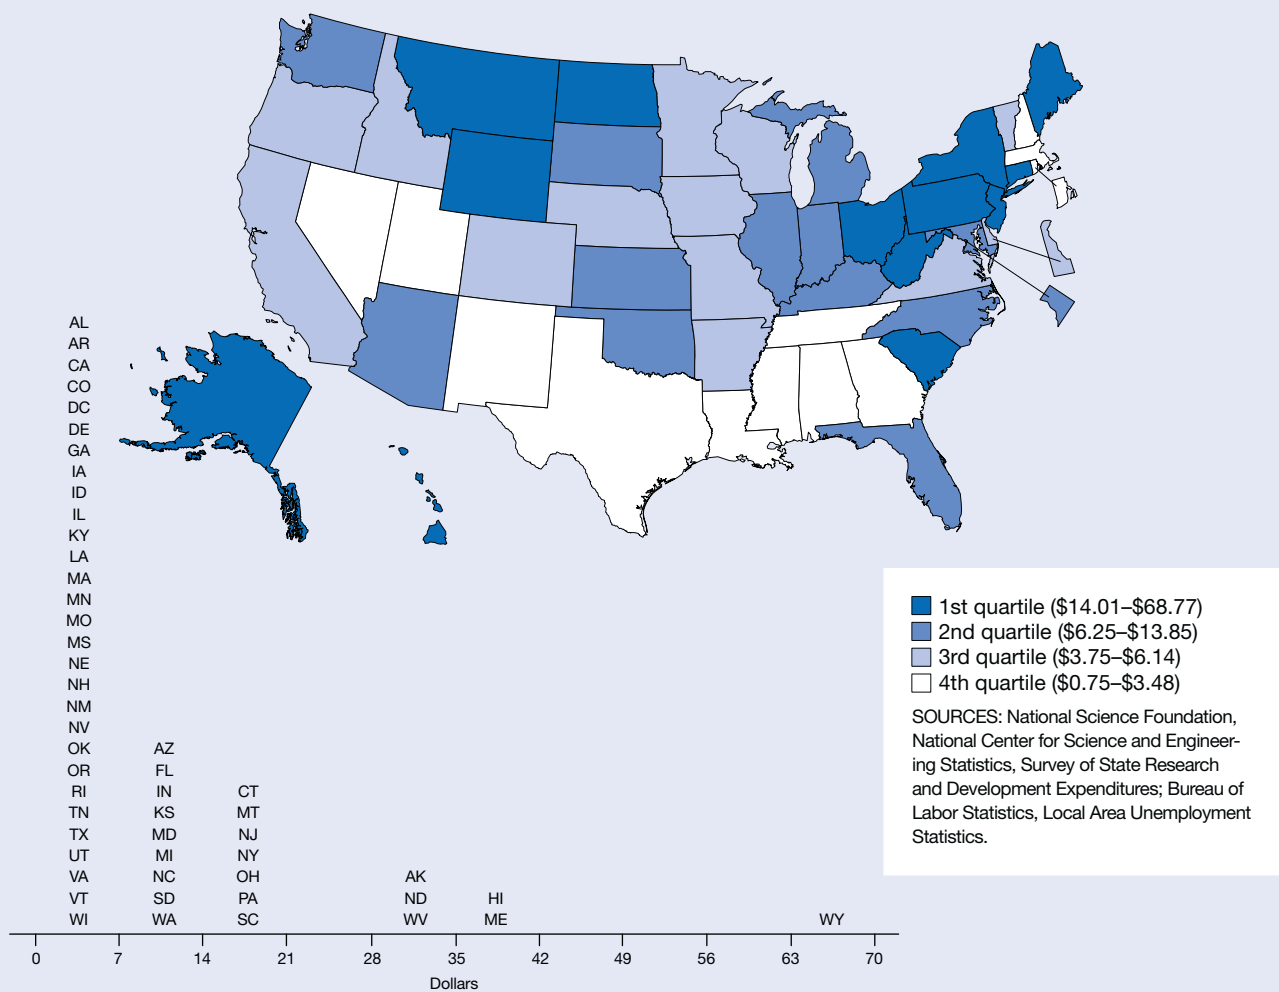 AL
AR
CA
CO
DC
DE
GA
IA
ID
IL
KY
LA
MA
MN
MO
MS
NE
NH
NM
NV
OK AZ
OR FL
RI IN CT
TN KS MT
TX MD NJ
UT MI NY
VA NC OH AK
VT SD PA ND HI
WI WA SC WV ME WY
0 7 14 21 28 35 42 49 56 63 70
Dollars
1st quartile ($14.01–$68.77)
2nd quartile ($6.25–$13.85)
3rd quartile ($3.75–$6.14)
4th quartile ($0.75–$3.48)
SOURCES: National Science Foundation,
National Center for Science and Engineer-
ing Statistics, Survey of State Research
and Development Expenditures; Bureau of
Labor Statistics, Local Area Unemployment
Statistics.